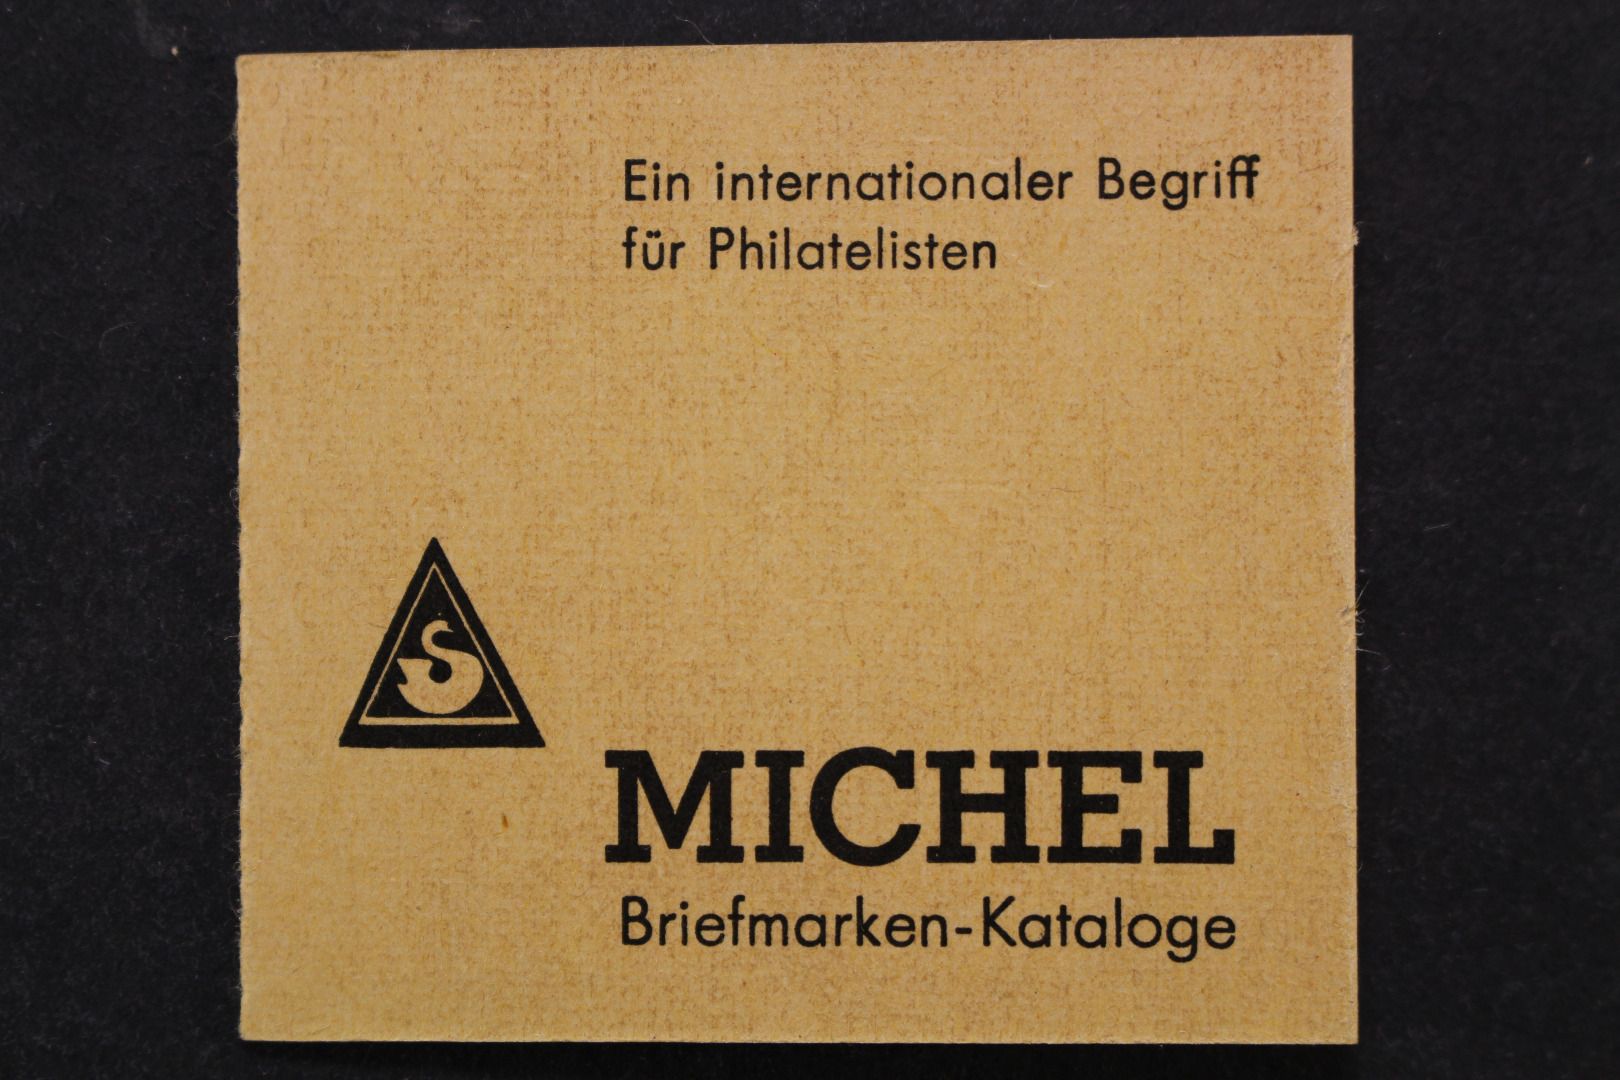 Ein internationaler Begriff
für Philatelisten
MICHEL
Briefmarken-Kataloge